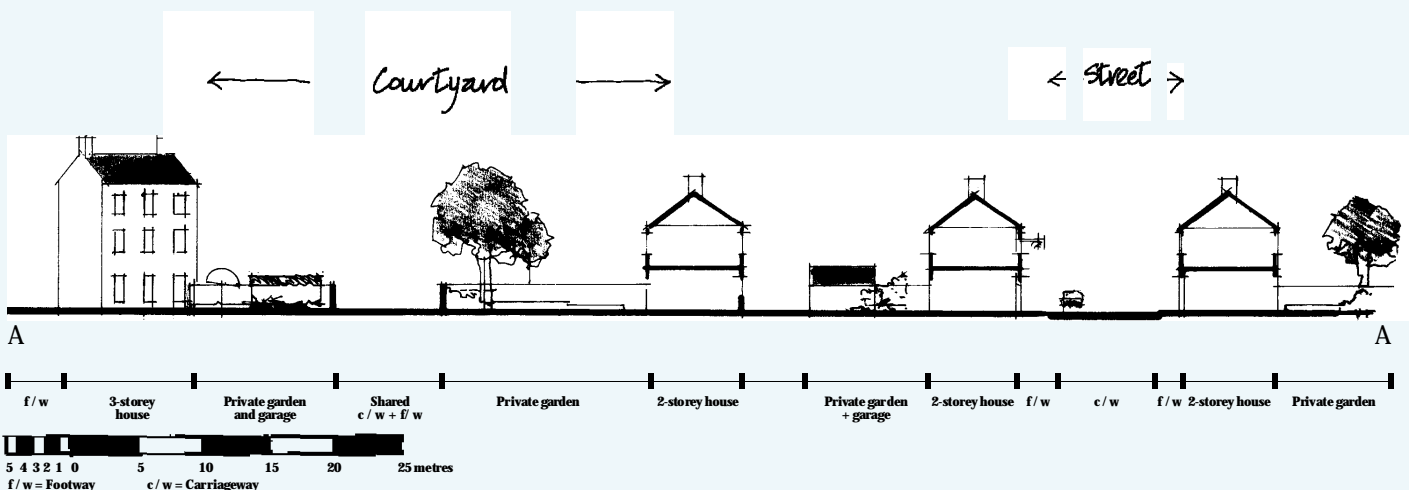 Courtyard
Street
A
A
f / w
3-storey
house
Private garden
and garage
Shared
c / w + f/ w
Private garden
2-storey house
Private garden
+ garage
2-storey house
f / w
c / w
f / w
2-storey house
Private garden
5 4 3 2 1 0 5 10 15 20 25 metres
f / w = Footway c / w = Carriageway